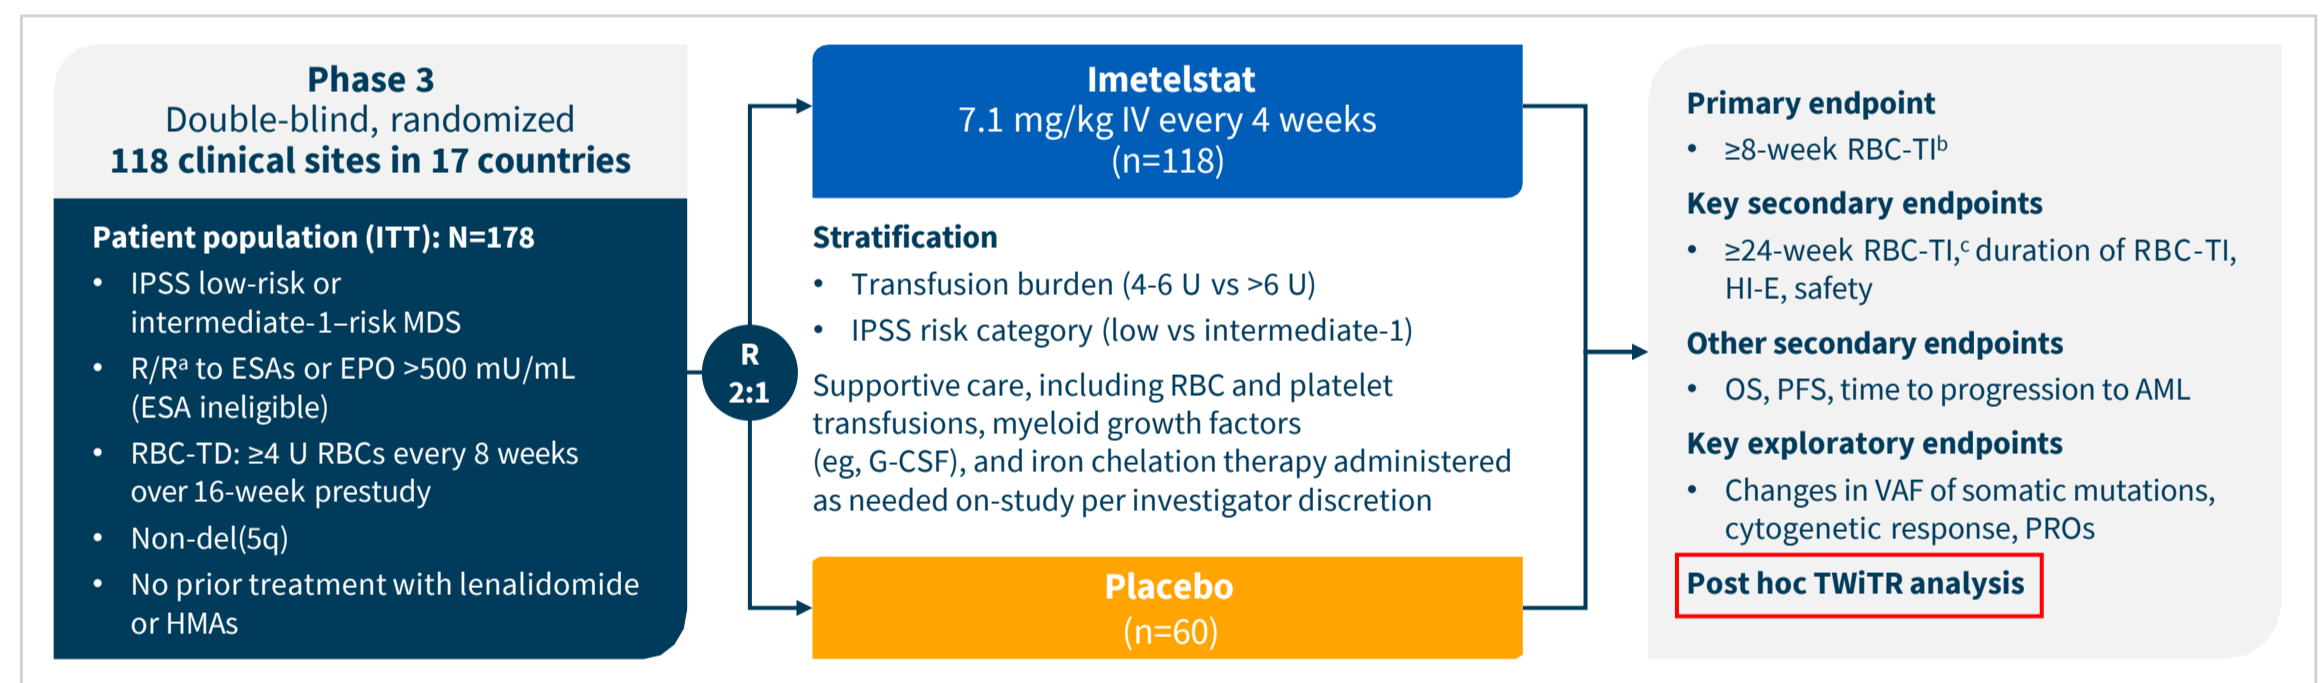 Phase 3
Double-blind, randomized
118 clinical sites in 17 countries
Patient population (ITT): N=178
• IPSS low-risk or
intermediate-1–risk MDS
• R/Rᵃ to ESAs or EPO >500 mU/mL
(ESA ineligible)
• RBC-TD: ≥4 U RBCs every 8 weeks
over 16-week prestudy
• Non-del(5q)
• No prior treatment with lenalidomide
or HMAs
R
2:1
Imetelstat
7.1 mg/kg IV every 4 weeks
(n=118)
Stratification
• Transfusion burden (4-6 U vs >6 U)
• IPSS risk category (low vs intermediate-1)
Supportive care, including RBC and platelet
transfusions, myeloid growth factors
(eg, G-CSF), and iron chelation therapy administered
as needed on-study per investigator discretion
Placebo
(n=60)
Primary endpoint
• ≥8-week RBC-TIᵇ
Key secondary endpoints
• ≥24-week RBC-TI,ᶜ duration of RBC-TI,
HI-E, safety
Other secondary endpoints
• OS, PFS, time to progression to AML
Key exploratory endpoints
• Changes in VAF of somatic mutations,
cytogenetic response, PROs
Post hoc TWiTR analysis